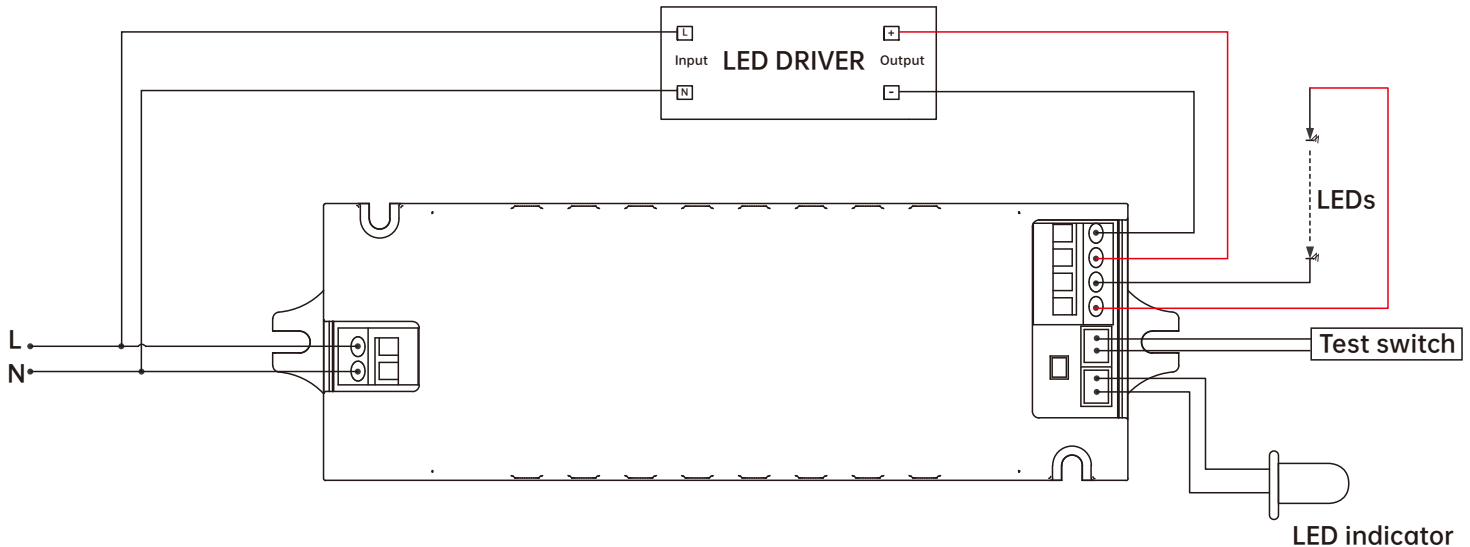 L
+
Input LED DRIVER Output
N
-
LEDs
L
Test switch
N
LED indicator